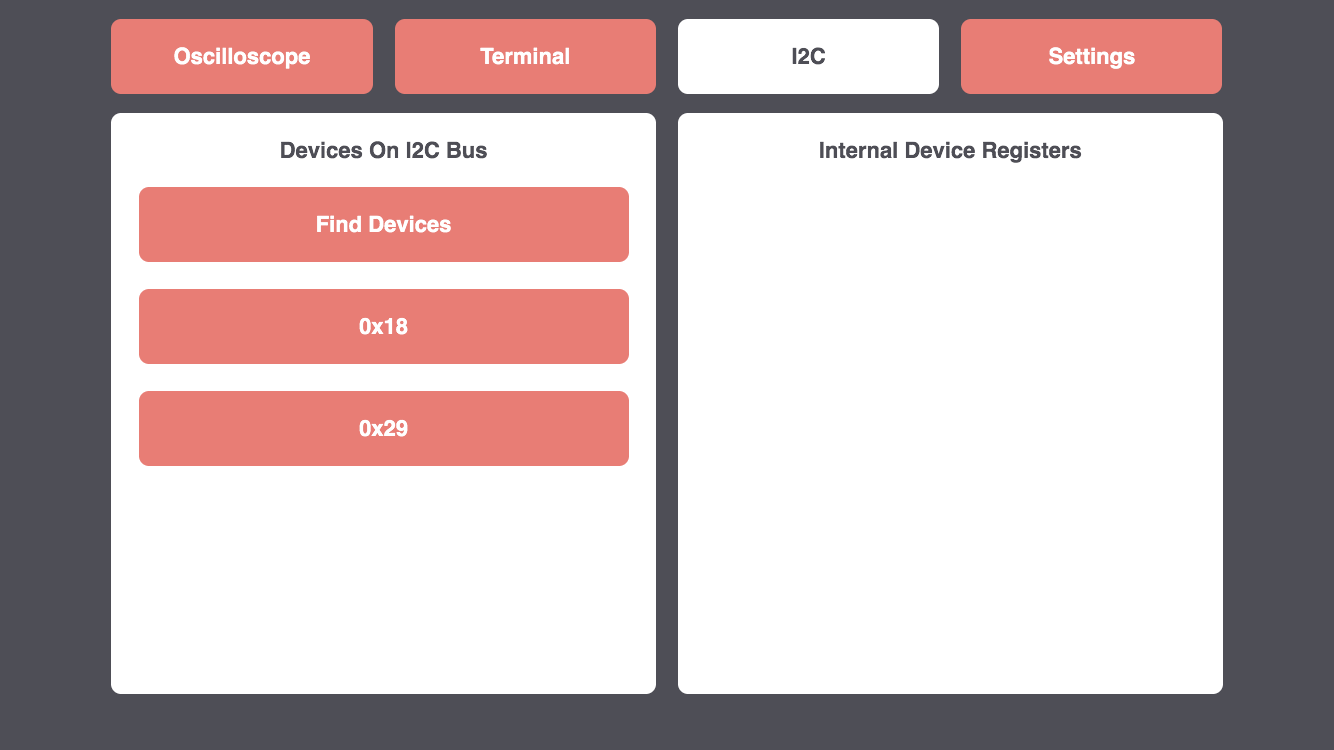 Oscilloscope
Terminal
I2C
Settings
Devices On I2C Bus
Find Devices
0x18
0x29
Internal Device Registers